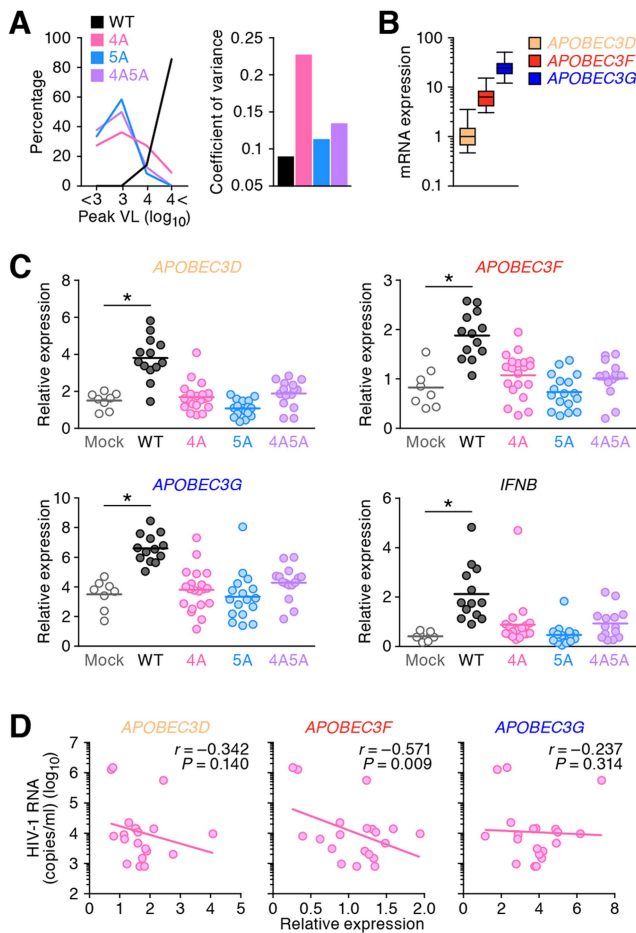 A
WT
4A
5A
4A5A
Percentage
100
80
60
40
20
0
<3 3 4 4<
Peak VL (log10)
Coefficient of variance
0.25
0.2
0.15
0.1
0.05
B
APOBEC3D
APOBEC3F
APOBEC3G
mRNA expression
100
10
1
0.1
C
APOBEC3D
Relative expression
8
6
4
2
0
*
Mock WT 4A 5A 4A5A
APOBEC3F
Relative expression
3
2
1
0
*
Mock WT 4A 5A 4A5A
APOBEC3G
Relative expression
10
8
6
4
2
0
*
Mock WT 4A 5A 4A5A
IFNB
Relative expression
6
4
2
0
*
Mock WT 4A 5A 4A5A
D
HIV-1 RNA
(copies/ml) (log10)
7
6
5
4
3
2
APOBEC3D
r = −0.342
P = 0.140
0 1 2 3 4 5
APOBEC3F
r = −0.571
P = 0.009
0 0.5 1.0 1.5 2.0
Relative expression
APOBEC3G
r = −0.237
P = 0.314
0 2 4 6 8